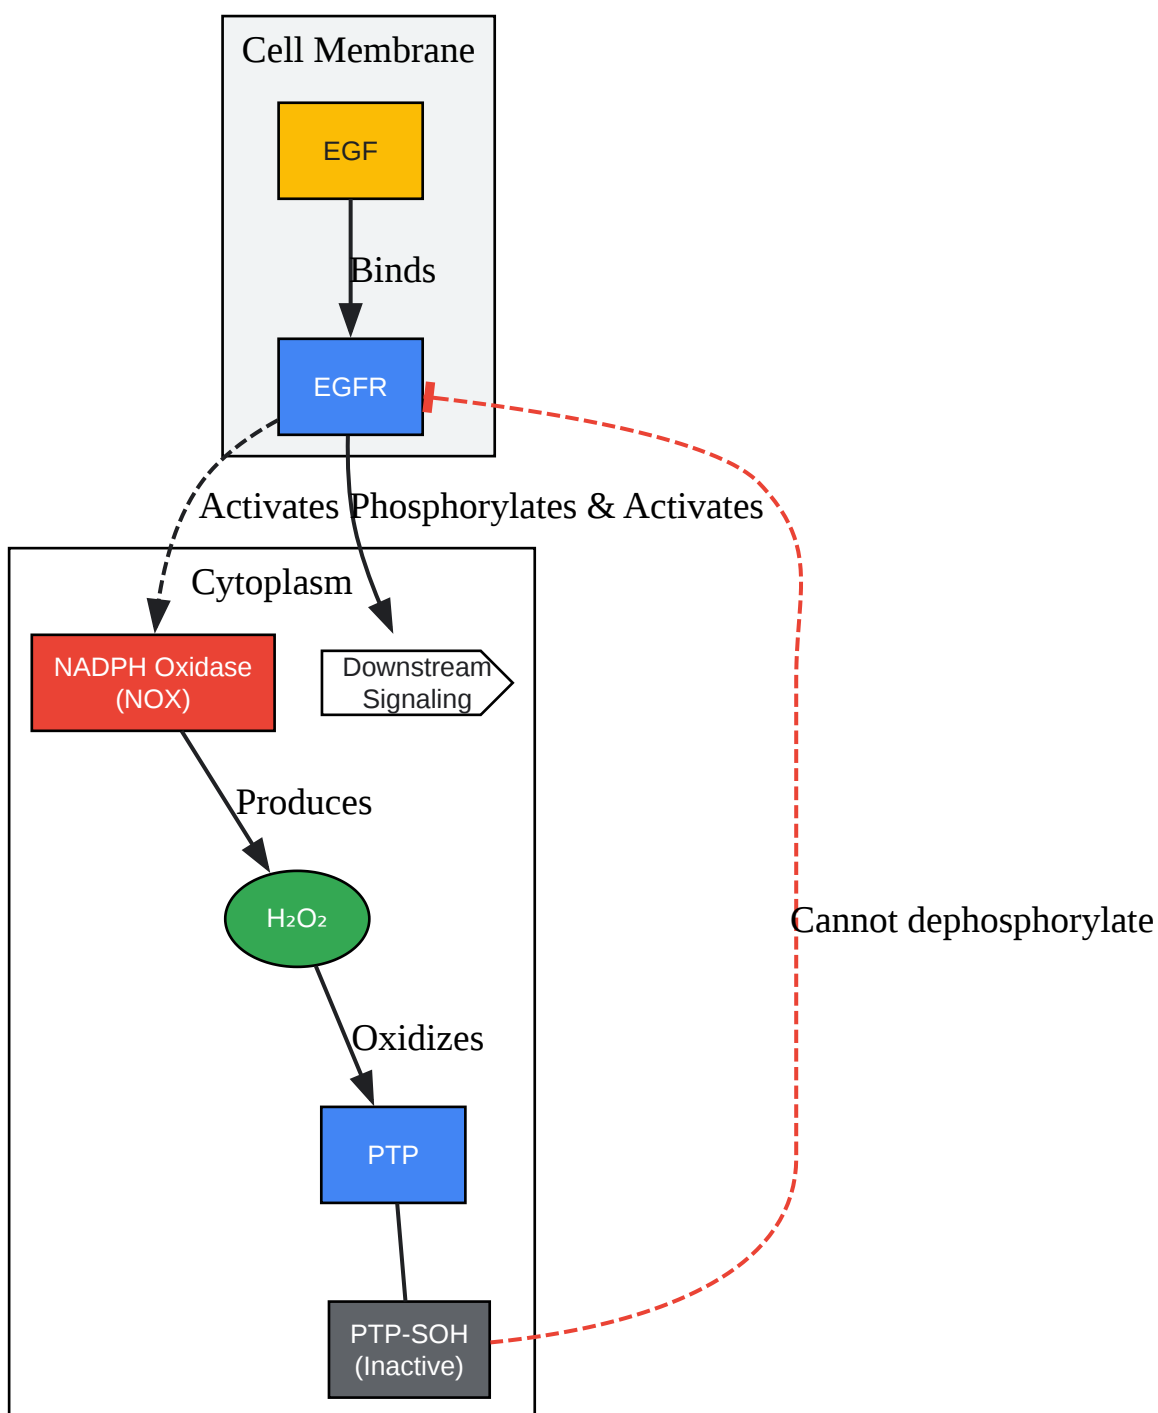 Cell Membrane
EGF
Binds
EGFR
Activates
Phosphorylates & Activates
Cytoplasm
NADPH Oxidase
(NOX)
Downstream
Signaling
Produces
H₂O₂
Cannot dephosphorylate
Oxidizes
PTP
PTP-SOH
(Inactive)